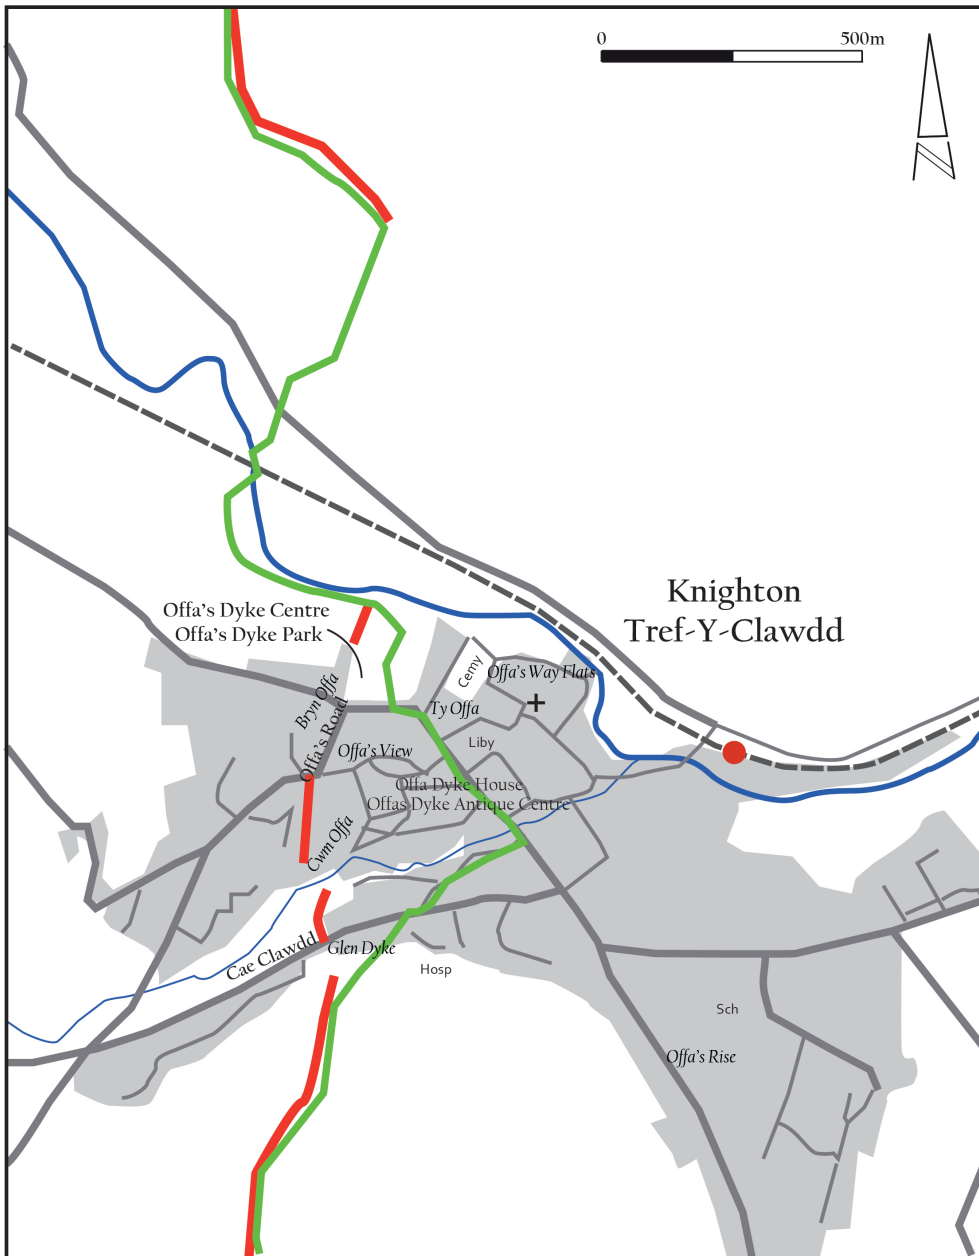 0 500m
N
Knighton
Tref-Y-Clawdd
Offa's Dyke Centre
Offa's Dyke Park
Cemy
Offa's Way Flats
Bryn Offa
Offa's Road
Ty Offa
Liby
Offa's View
Offa Dyke House
Offas Dyke Antique Centre
Cwm Offa
Cae Clawdd
Glen Dyke
Hosp
Sch
Offa's Rise